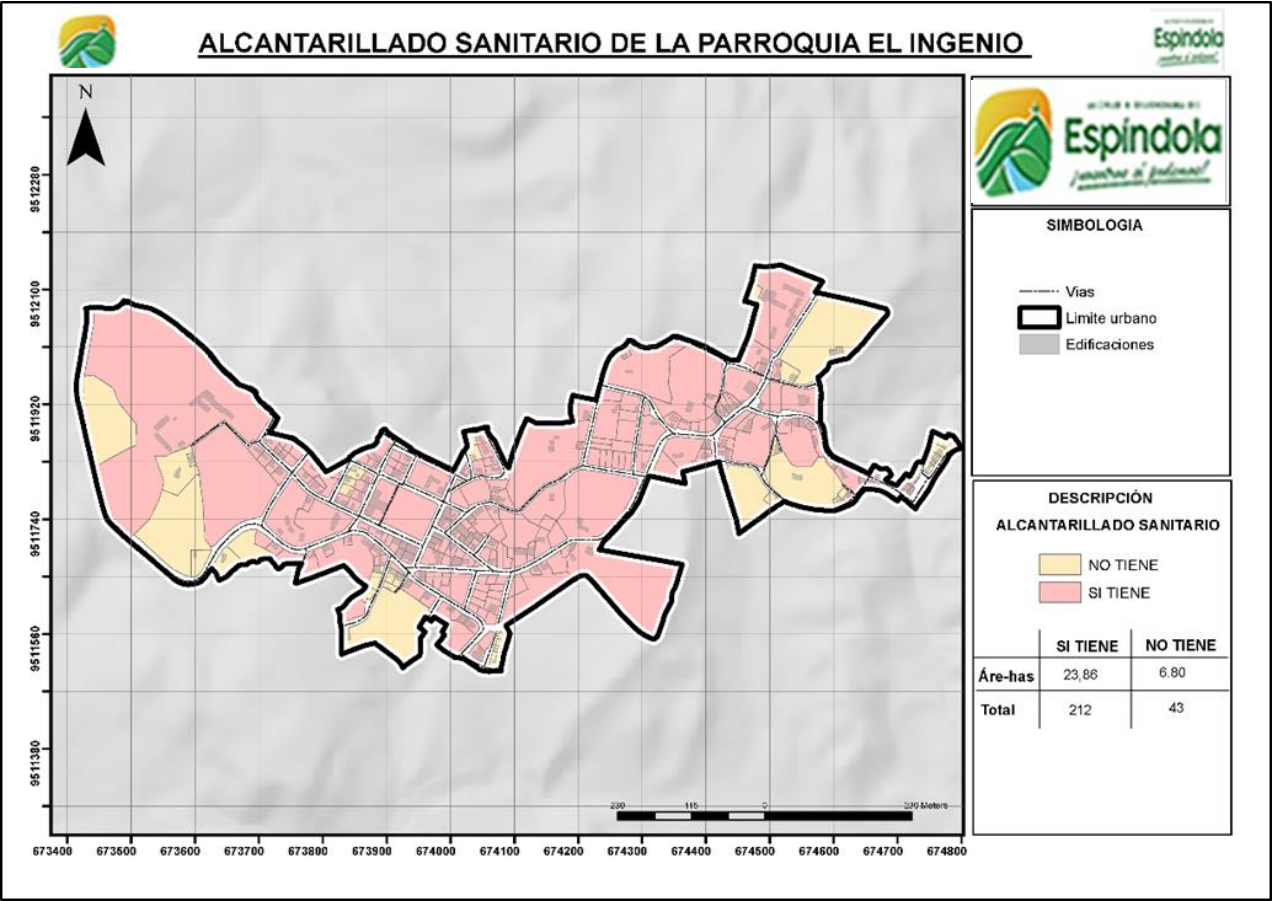 ALCANTARILLADO SANITARIO DE LA PARROQUIA EL INGENIO
Espíndola
N
9512280
9512100
9511920
9511740
9511560
9511380
230 115 0 230 Meters
673400 673500 673600 673700 673800 673900 674000 674100 674200 674300 674400 674500 674600 674700 674800
Espíndola
SIMBOLOGIA
Vias
Limite urbano
Edificaciones
DESCRIPCIÓN
ALCANTARILLADO SANITARIO
NO TIENE
SI TIENE
SI TIENE NO TIENE
Áre-has 23,86 6.80
Total 212 43